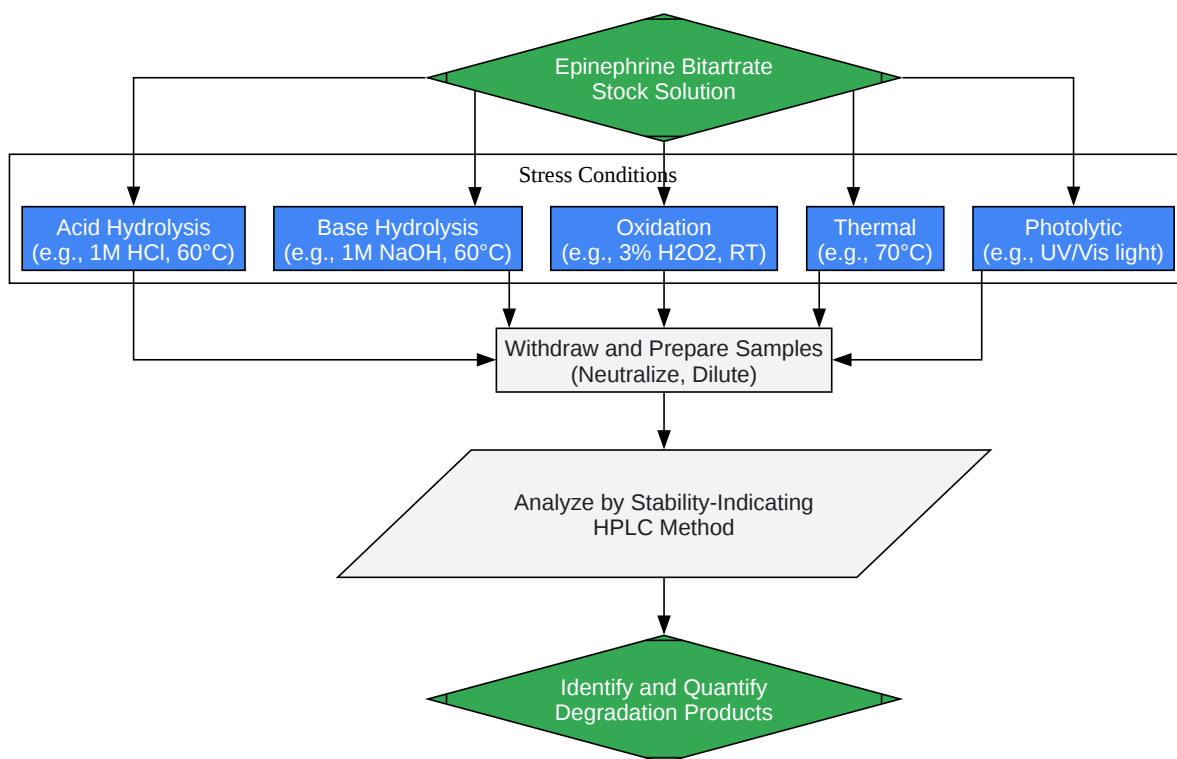 Epinephrine Bitartrate
Stock Solution
Stress Conditions
Acid Hydrolysis
(e.g., 1M HCl, 60°C)
Base Hydrolysis
(e.g., 1M NaOH, 60°C)
Oxidation
(e.g., 3% H2O2, RT)
Thermal
(e.g., 70°C)
Photolytic
(e.g., UV/Vis light)
Withdraw and Prepare Samples
(Neutralize, Dilute)
Analyze by Stability-Indicating
HPLC Method
Identify and Quantify
Degradation Products